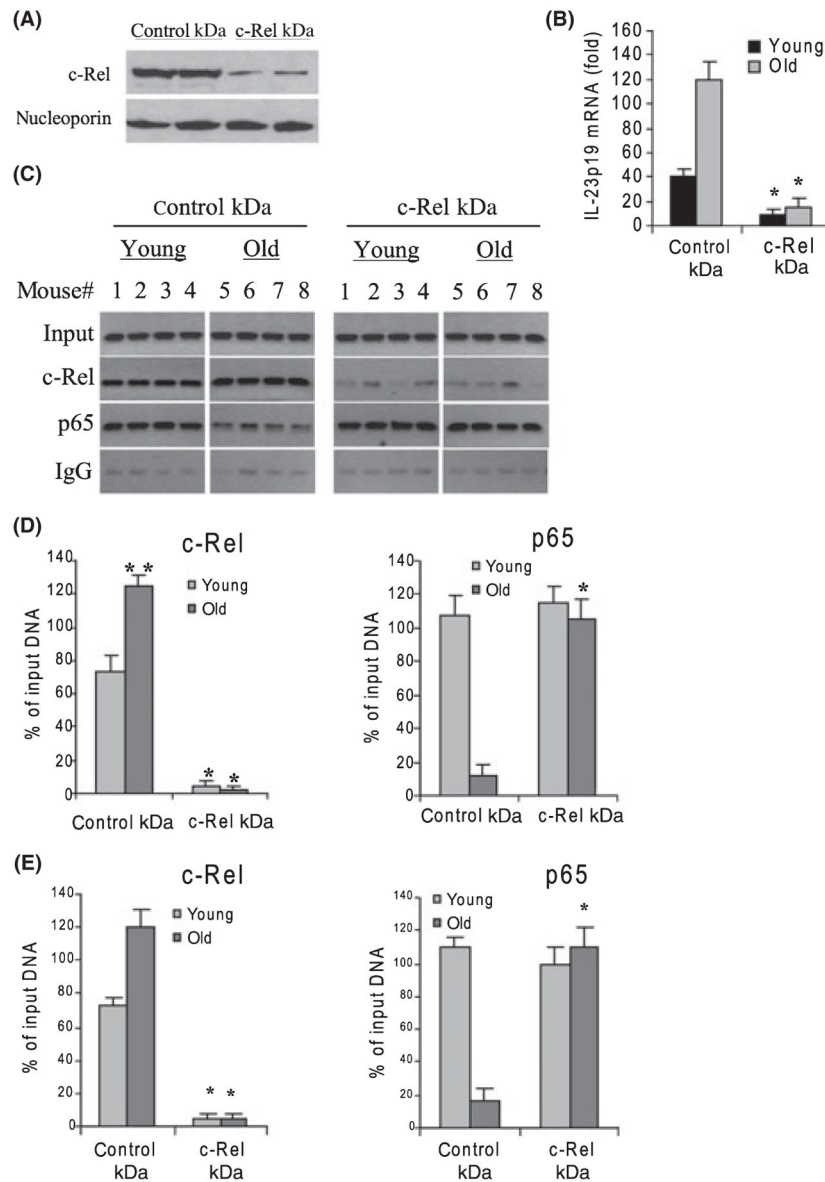 (A)
Control kDa c-Rel kDa
c-Rel
Nucleoporin
(B)
IL-23p19 mRNA (fold)
160
140
120
100
80
60
40
20
0
Young
Old
* *
Control kDa
c-Rel kDa
(C)
Control kDa c-Rel kDa
Young Old Young Old
Mouse# 1 2 3 4 5 6 7 8 1 2 3 4 5 6 7 8
Input
c-Rel
p65
IgG
(D)
c-Rel
% of input DNA
140
120
100
80
60
40
20
0
* *
Young
Old
* *
Control kDa c-Rel kDa
p65
% of input DNA
140
120
100
80
60
40
20
0
Young
Old
*
Control kDa c-Rel kDa
(E)
c-Rel
% of input DNA
140
120
100
80
60
40
20
0
Young
Old
* *
Control kDa
c-Rel kDa
p65
% of input DNA
140
120
100
80
60
40
20
0
Young
Old
*
Control kDa
c-Rel kDa